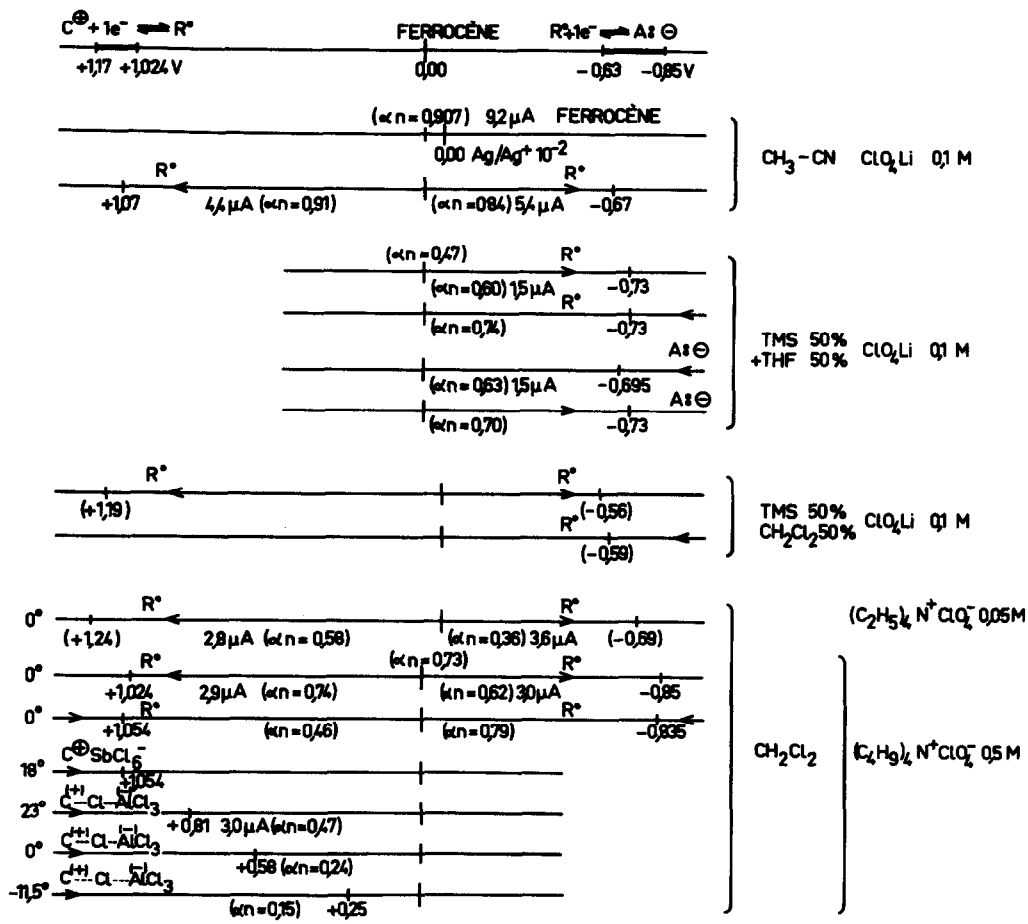 C⊕ + 1e⁻ ⇌ R• FERROCÈNE R•+1e⁻ ⇌ A:⊖
+1,17 +1,024 V 0,00 −0,63 −0,85 V
(αn = 0,907) 9,2 μA FERROCÈNE
0,00 Ag/Ag⁺ 10⁻²
CH₃−CN ClO₄Li 0,1 M
R• R•
+1,07 4,4 μA (αn=0,91) (αn=0,84) 5,4 μA −0,67
(αn = 0,47) R•
(αn=0,60) 1,5 μA −0,73
R•
(αn=0,74) −0,73
TMS 50%
+THF 50% ClO₄Li 0,1 M
A:⊖
(αn=0,63) 1,5 μA −0,695
A:⊖
(αn=0,70) −0,73
R• R•
(+1,19) (−0,56)
TMS 50%
CH₂Cl₂ 50% ClO₄Li 0,1 M
R•
(−0,59)
0° R• R• (C₂H₅)₄ N⁺ClO₄⁻ 0,05M
(+1,24) 2,8 μA (αn=0,58) (αn=0,36) 3,6 μA (−0,69)
(αn=0,73)
0° R• R•
+1,024 2,9 μA (αn=0,74) (αn=0,62) 3,0 μA −0,85
0° R• R•
+1,054 (αn=0,46) (αn=0,79) −0,835
CH₂Cl₂ (C₄H₉)₄ N⁺ClO₄⁻ 0,5 M
C⊕SbCl₆⁻
18° +1,054
C(+)---Cl---AlCl₃(−)
23° +0,81 3,0 μA (αn=0,47)
C(+)---Cl---AlCl₃(−)
0° +0,58 (αn=0,24)
C(+)----Cl----AlCl₃(−)
−11,5° (αn=0,15) +0,25